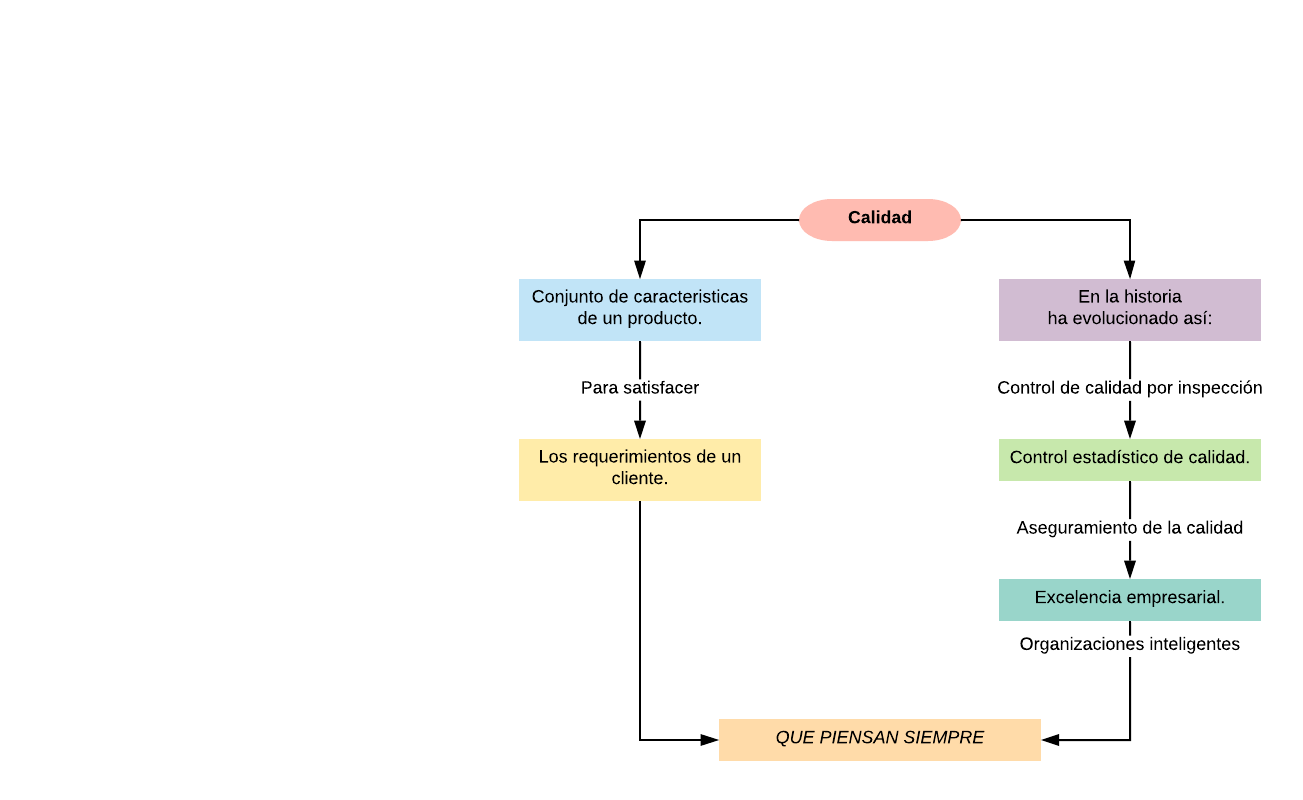 Calidad
Conjunto de caracteristicas
de un producto.
En la historia
ha evolucionado así:
Para satisfacer
Control de calidad por inspección
Los requerimientos de un
cliente.
Control estadístico de calidad.
Aseguramiento de la calidad
Excelencia empresarial.
Organizaciones inteligentes
QUE PIENSAN SIEMPRE